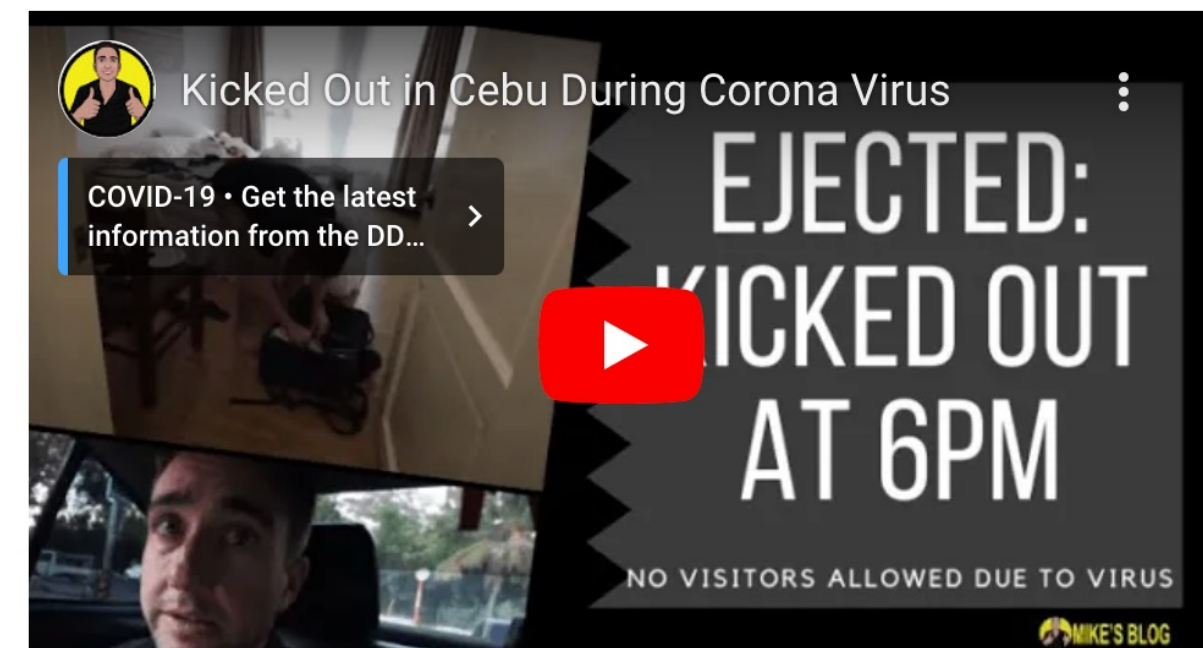 Kicked Out in Cebu During Corona Virus
COVID-19 • Get the latest
information from the DD...
EJECTED:
KICKED OUT
AT 6PM
NO VISITORS ALLOWED DUE TO VIRUS
MIKE'S BLOG